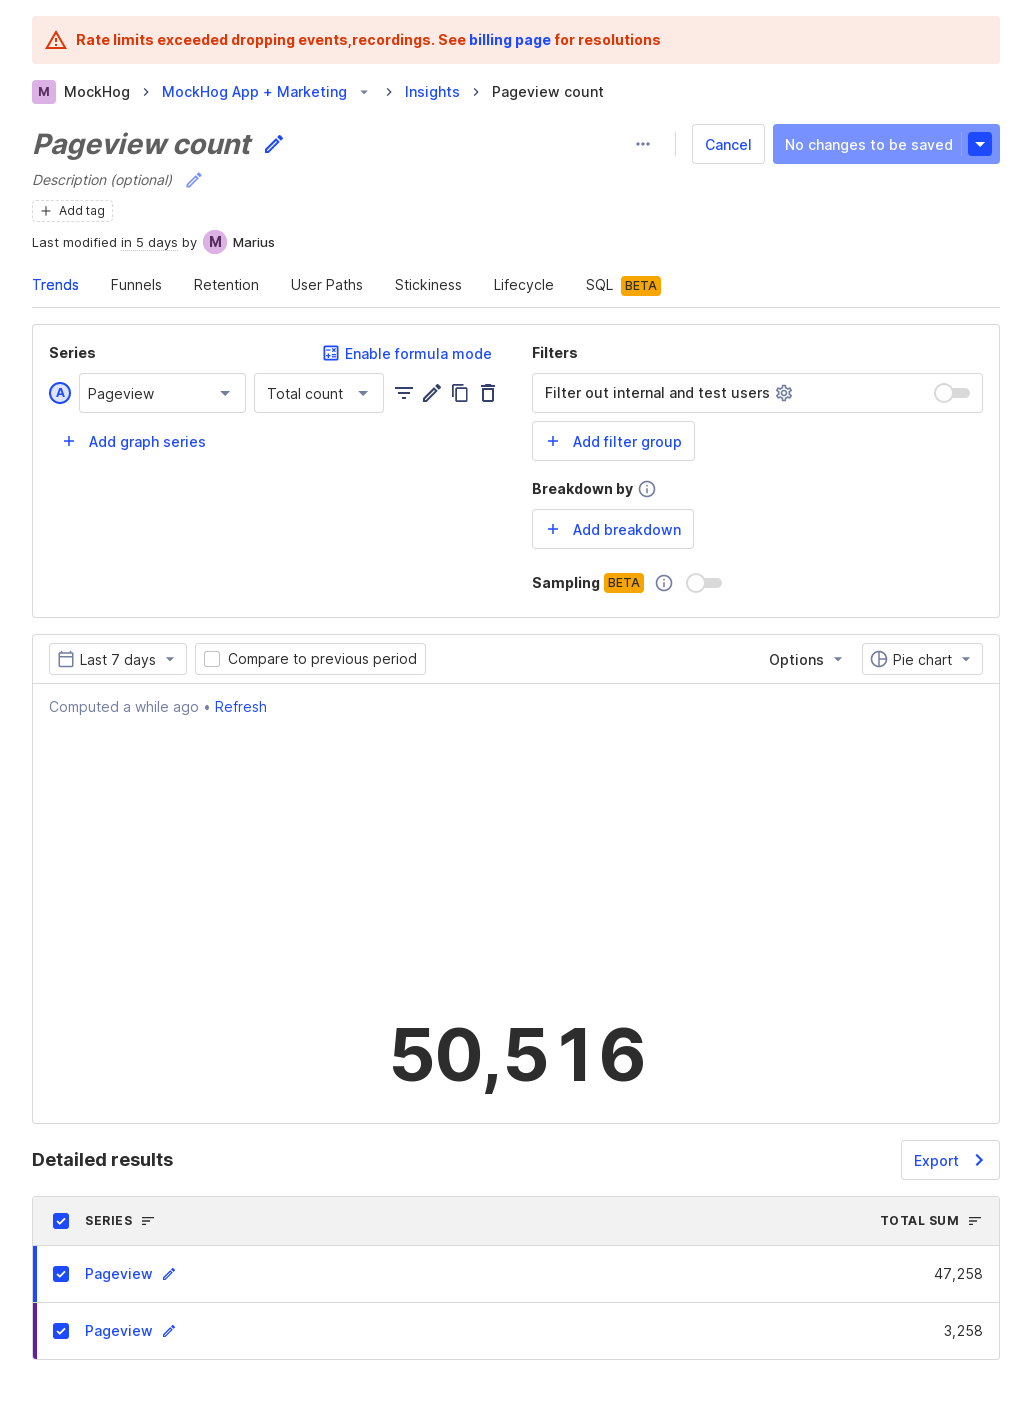 Rate limits exceeded dropping events,recordings. See billing page for resolutions
M MockHog MockHog App + Marketing Insights Pageview count
Pageview count
Cancel No changes to be saved
Description (optional)
Add tag
Last modified in 5 days by M Marius
Trends Funnels Retention User Paths Stickiness Lifecycle SQL BETA
Series Enable formula mode
A Pageview Total count
Add graph series
Filters
Filter out internal and test users
Add filter group
Breakdown by
Add breakdown
Sampling BETA
Last 7 days Compare to previous period Options Pie chart
Computed a while ago • Refresh
50,516
Detailed results Export
SERIES TOTAL SUM
Pageview 47,258
Pageview 3,258